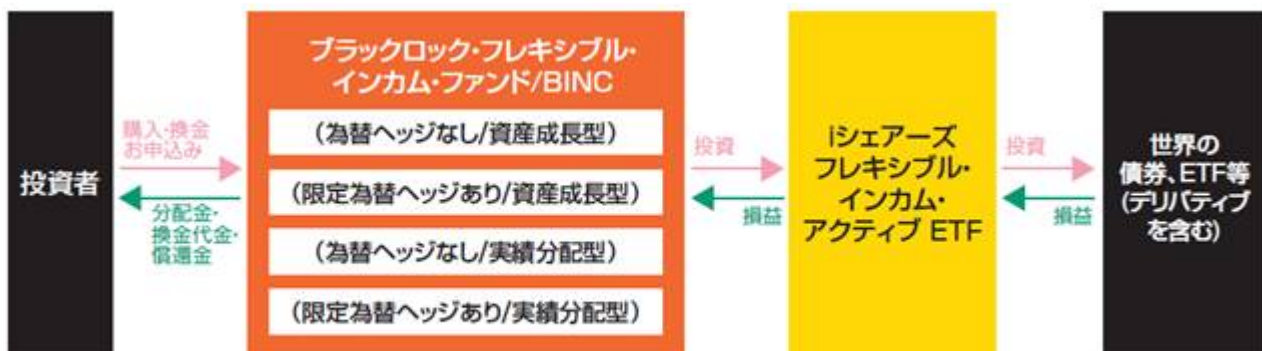 投資者
購入・換金
お申込み
分配金・
換金代金・
償還金
ブラックロック・フレキシブル・
インカム・ファンド/BINC
（為替ヘッジなし/資産成長型）
（限定為替ヘッジあり/資産成長型）
（為替ヘッジなし/実績分配型）
（限定為替ヘッジあり/実績分配型）
投資
損益
iシェアーズ
フレキシブル・
インカム・
アクティブ ETF
投資
損益
世界の
債券、ETF等
(デリバティブ
を含む)